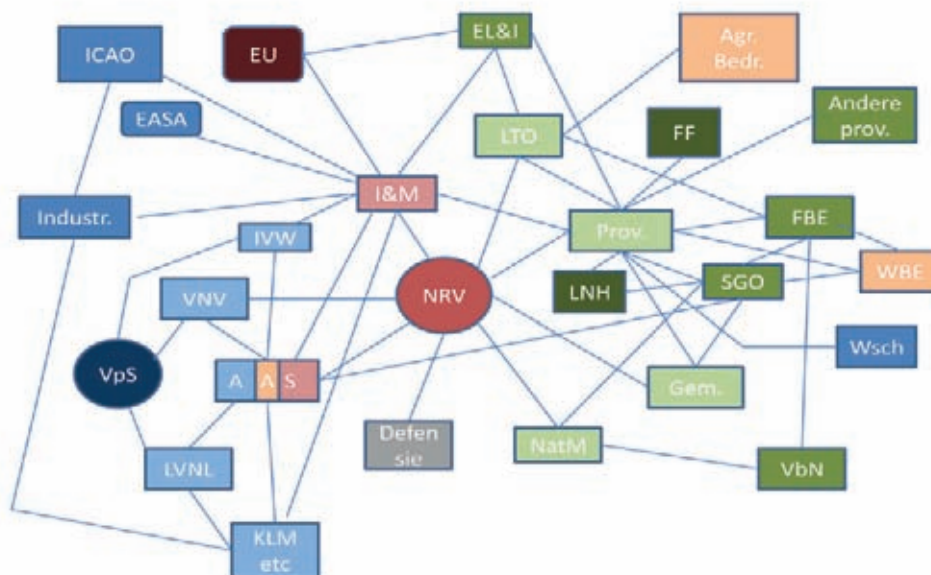 ICAO
EU
EL&I
Agr.
Bedr.
EASA
LTO
FF
Andere
prov.
I&M
Industr.
IVW
Prov.
FBE
VNV
NRV
LNH
SGO
WBE
VpS
A A S
Wsch
Gem.
Defen
sie
NatM
LVNL
VbN
KLM
etc